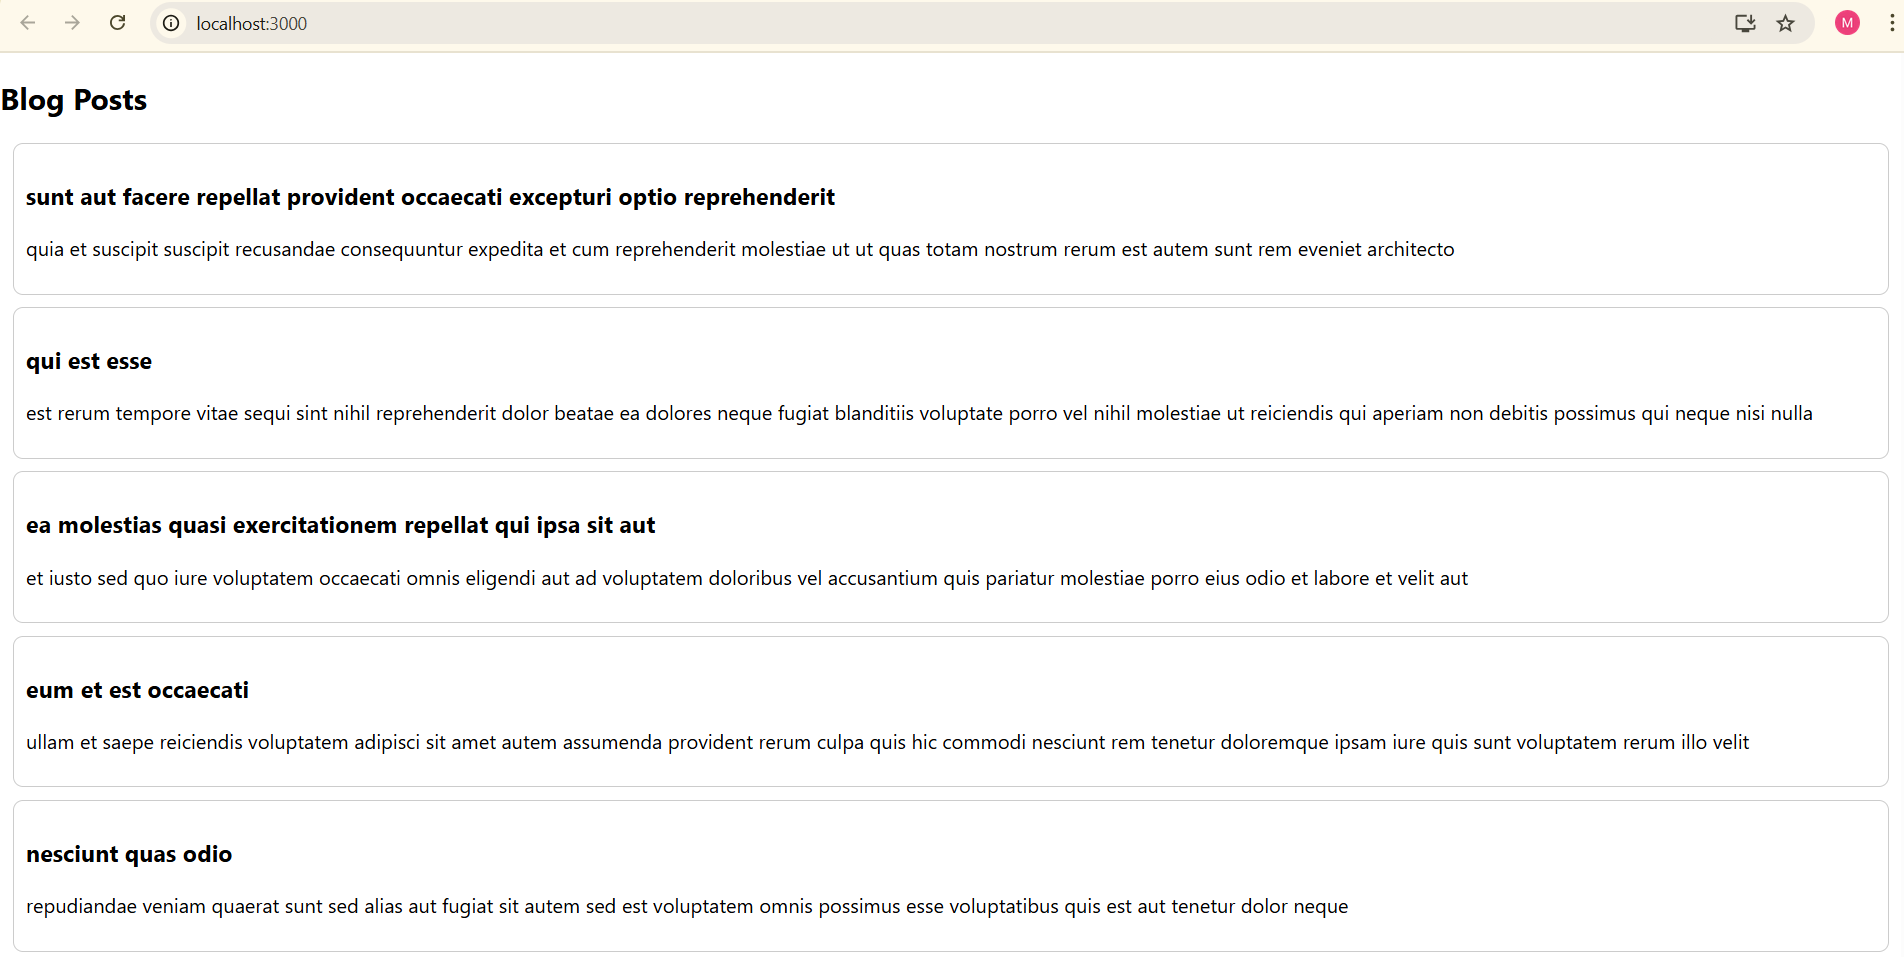 localhost:3000
M
Blog Posts
sunt aut facere repellat provident occaecati excepturi optio reprehenderit
quia et suscipit suscipit recusandae consequuntur expedita et cum reprehenderit molestiae ut ut quas totam nostrum rerum est autem sunt rem eveniet architecto
qui est esse
est rerum tempore vitae sequi sint nihil reprehenderit dolor beatae ea dolores neque fugiat blanditiis voluptate porro vel nihil molestiae ut reiciendis qui aperiam non debitis possimus qui neque nisi nulla
ea molestias quasi exercitationem repellat qui ipsa sit aut
et iusto sed quo iure voluptatem occaecati omnis eligendi aut ad voluptatem doloribus vel accusantium quis pariatur molestiae porro eius odio et labore et velit aut
eum et est occaecati
ullam et saepe reiciendis voluptatem adipisci sit amet autem assumenda provident rerum culpa quis hic commodi nesciunt rem tenetur doloremque ipsam iure quis sunt voluptatem rerum illo velit
nesciunt quas odio
repudiandae veniam quaerat sunt sed alias aut fugiat sit autem sed est voluptatem omnis possimus esse voluptatibus quis est aut tenetur dolor neque